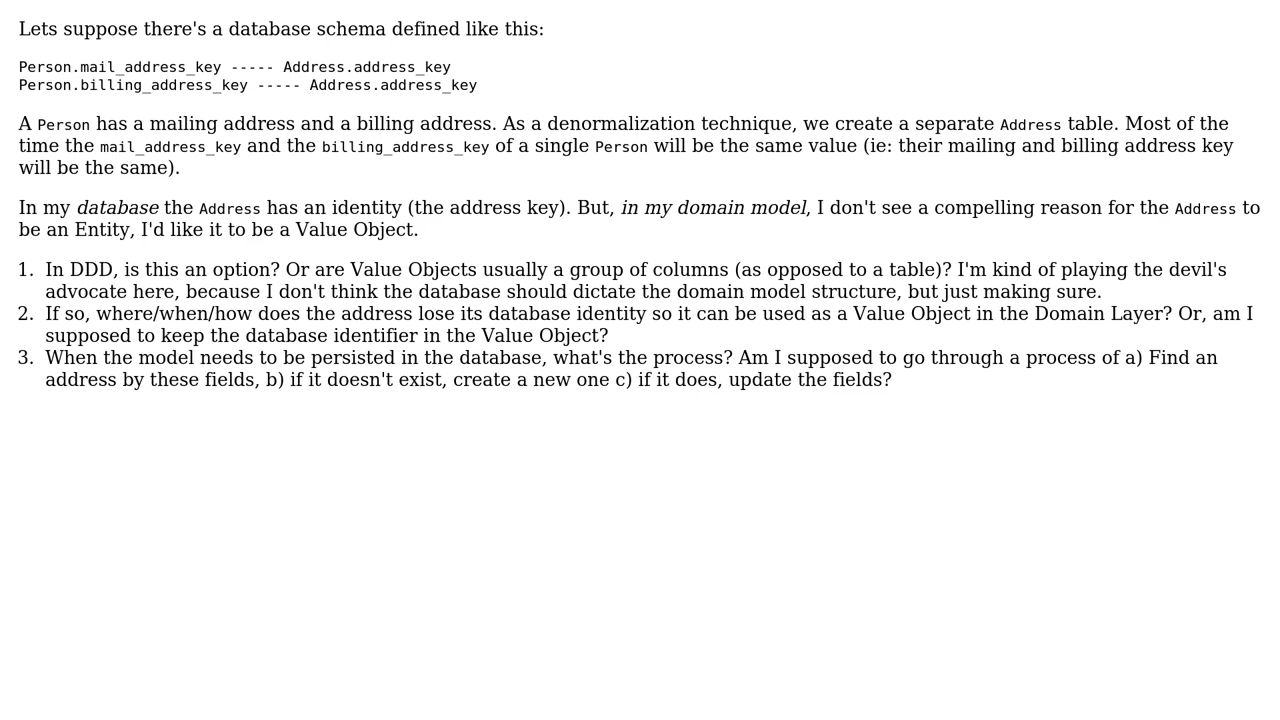 Lets suppose there's a database schema defined like this:
Person.mail_address_key ----- Address.address_key
Person.billing_address_key ----- Address.address_key
A Person has a mailing address and a billing address. As a denormalization technique, we create a separate Address table. Most of the
time the mail_address_key and the billing_address_key of a single Person will be the same value (ie: their mailing and billing address key
will be the same).
In my database the Address has an identity (the address key). But, in my domain model, I don't see a compelling reason for the Address to
be an Entity, I'd like it to be a Value Object.
1. In DDD, is this an option? Or are Value Objects usually a group of columns (as opposed to a table)? I'm kind of playing the devil's
advocate here, because I don't think the database should dictate the domain model structure, but just making sure.
2. If so, where/when/how does the address lose its database identity so it can be used as a Value Object in the Domain Layer? Or, am I
supposed to keep the database identifier in the Value Object?
3. When the model needs to be persisted in the database, what's the process? Am I supposed to go through a process of a) Find an
address by these fields, b) if it doesn't exist, create a new one c) if it does, update the fields?